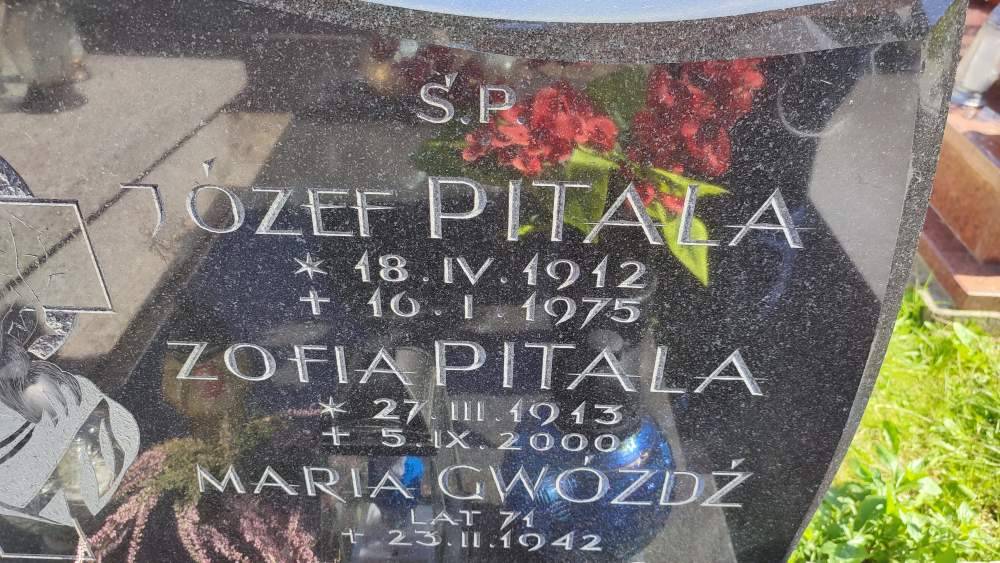 Ś.P.
JÓZEF PITALA
* 18.IV.1912
+ 10.I.1975
ZOFIA PITALA
* 27.III.1913
+ 5.IX.2000
MARIA GWÓŹDŹ
LAT 71
+ 23.II.1942